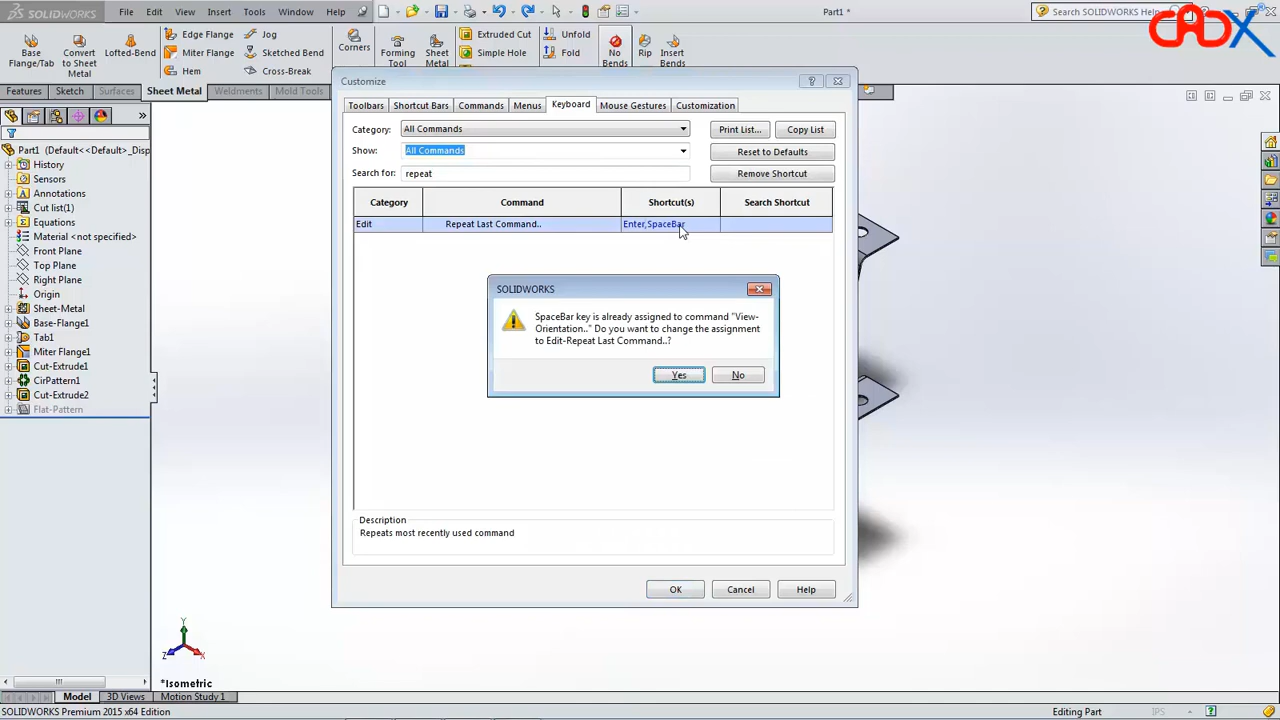 SOLIDWORKS
File Edit View Insert Tools Window Help
Part1 *
Search SOLIDWORKS Help
CADX
Base Flange/Tab
Convert to Sheet Metal
Lofted-Bend
Edge Flange
Miter Flange
Hem
Jog
Sketched Bend
Cross-Break
Corners
Forming Tool
Sheet Metal
Extruded Cut
Simple Hole
Unfold
Fold
No Bends
Rip
Insert Bends
Features Sketch Surfaces Sheet Metal Weldments Mold Tools
Part1 (Default<<Default>_Disp
History
Sensors
Annotations
Cut list(1)
Equations
Material <not specified>
Front Plane
Top Plane
Right Plane
Origin
Sheet-Metal
Base-Flange1
Tab1
Miter Flange1
Cut-Extrude1
CirPattern1
Cut-Extrude2
Flat-Pattern
Customize
Toolbars Shortcut Bars Commands Menus Keyboard Mouse Gestures Customization
Category: All Commands Print List... Copy List
Show: All Commands Reset to Defaults
Search for: repeat Remove Shortcut
Category Command Shortcut(s) Search Shortcut
Edit Repeat Last Command.. Enter,SpaceBar
SOLIDWORKS
SpaceBar key is already assigned to command "View-
Orientation.." Do you want to change the assignment
to Edit-Repeat Last Command..?
Yes No
Description
Repeats most recently used command
OK Cancel Help
Y
Z X
*Isometric
Model 3D Views Motion Study 1
SOLIDWORKS Premium 2015 x64 Edition Editing Part IPS